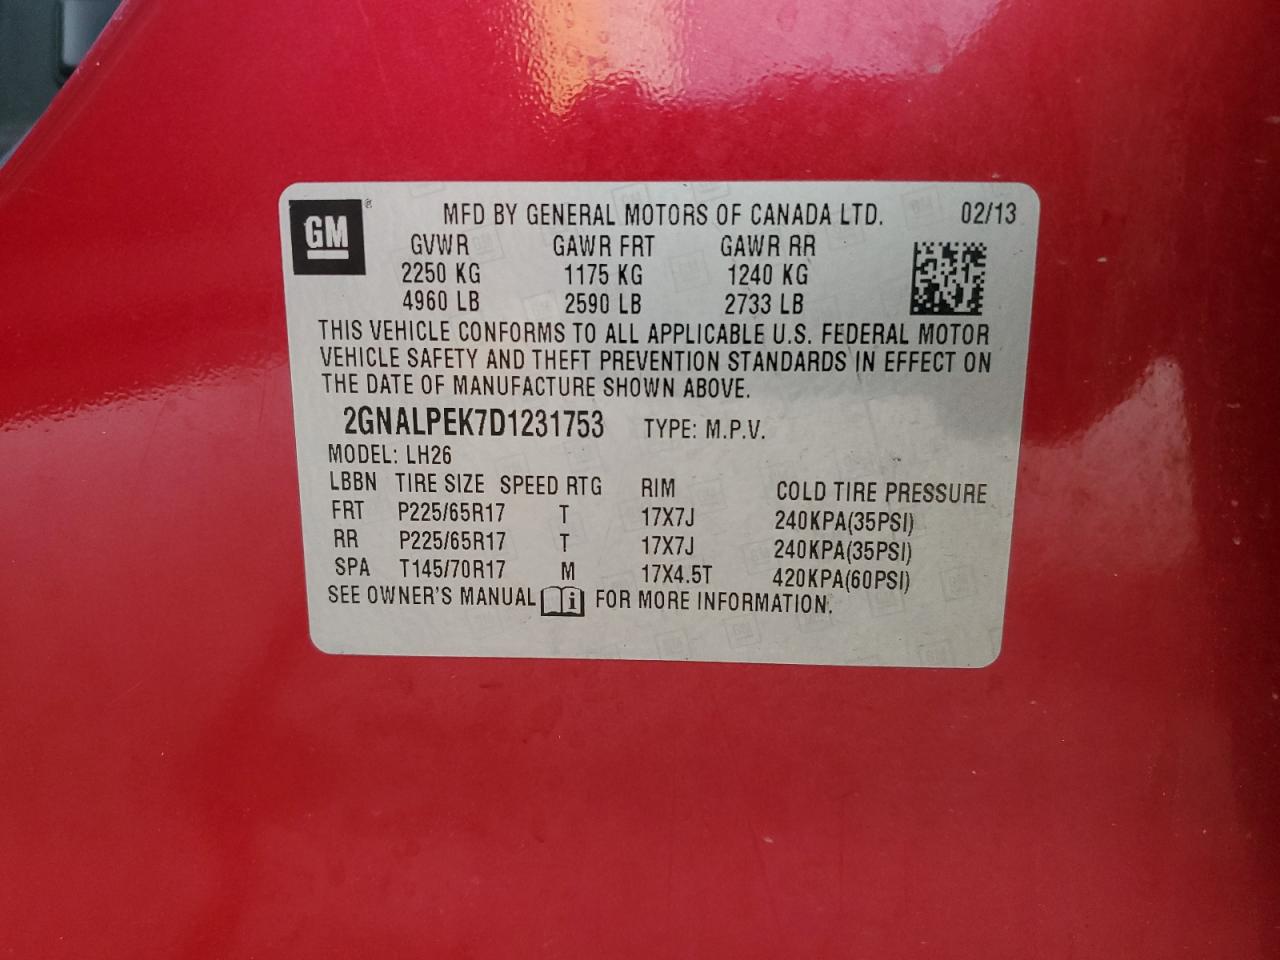 GM ®
MFD BY GENERAL MOTORS OF CANADA LTD. 02/13
GVWR GAWR FRT GAWR RR
2250 KG 1175 KG 1240 KG
4960 LB 2590 LB 2733 LB
THIS VEHICLE CONFORMS TO ALL APPLICABLE U.S. FEDERAL MOTOR
VEHICLE SAFETY AND THEFT PREVENTION STANDARDS IN EFFECT ON
THE DATE OF MANUFACTURE SHOWN ABOVE.
2GNALPEK7D1231753 TYPE: M.P.V.
MODEL: LH26
LBBN TIRE SIZE SPEED RTG RIM COLD TIRE PRESSURE
FRT P225/65R17 T 17X7J 240KPA(35PSI)
RR P225/65R17 T 17X7J 240KPA(35PSI)
SPA T145/70R17 M 17X4.5T 420KPA(60PSI)
SEE OWNER'S MANUAL i FOR MORE INFORMATION.